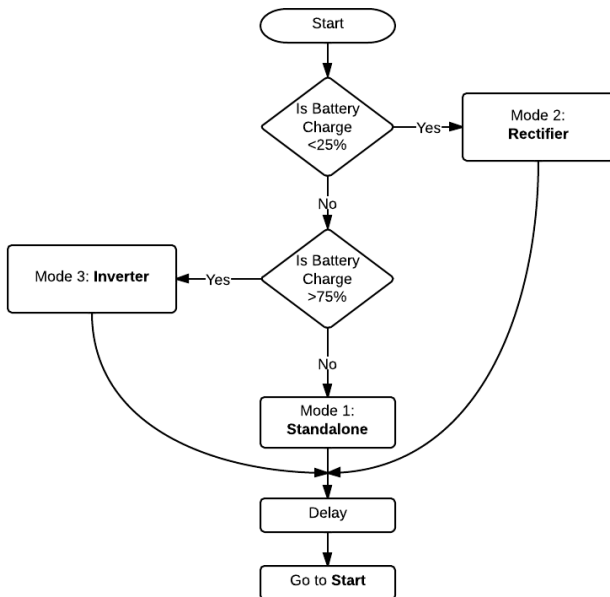 Start
Is Battery
Charge
<25%
Yes
Mode 2:
Rectifier
No
Is Battery
Charge
>75%
Yes
Mode 3: Inverter
No
Mode 1:
Standalone
Delay
Go to Start